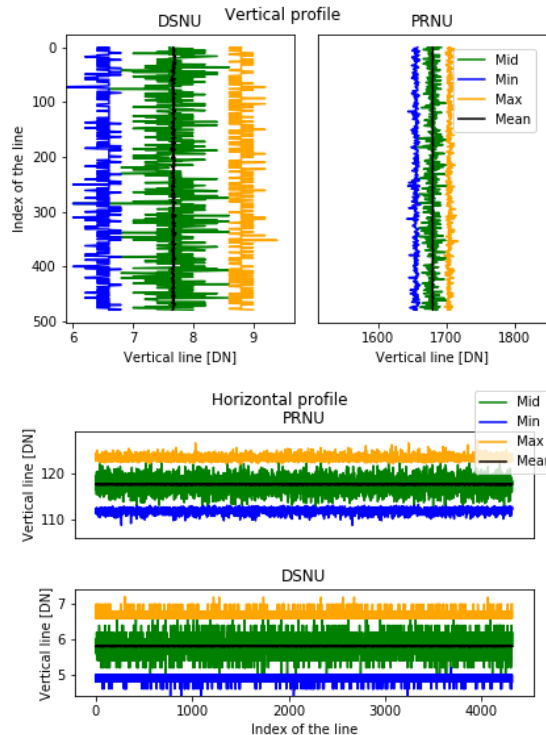 Vertical profile
DSNU
PRNU
0
100
200
300
400
500
Index of the line
6
7
8
9
Vertical line [DN]
Mid
Min
Max
Mean
1600
1700
1800
Vertical line [DN]
Horizontal profile
PRNU
Mid
Min
Max
Mean
120
110
Vertical line [DN]
DSNU
7
6
5
Vertical line [DN]
0
1000
2000
3000
4000
Index of the line